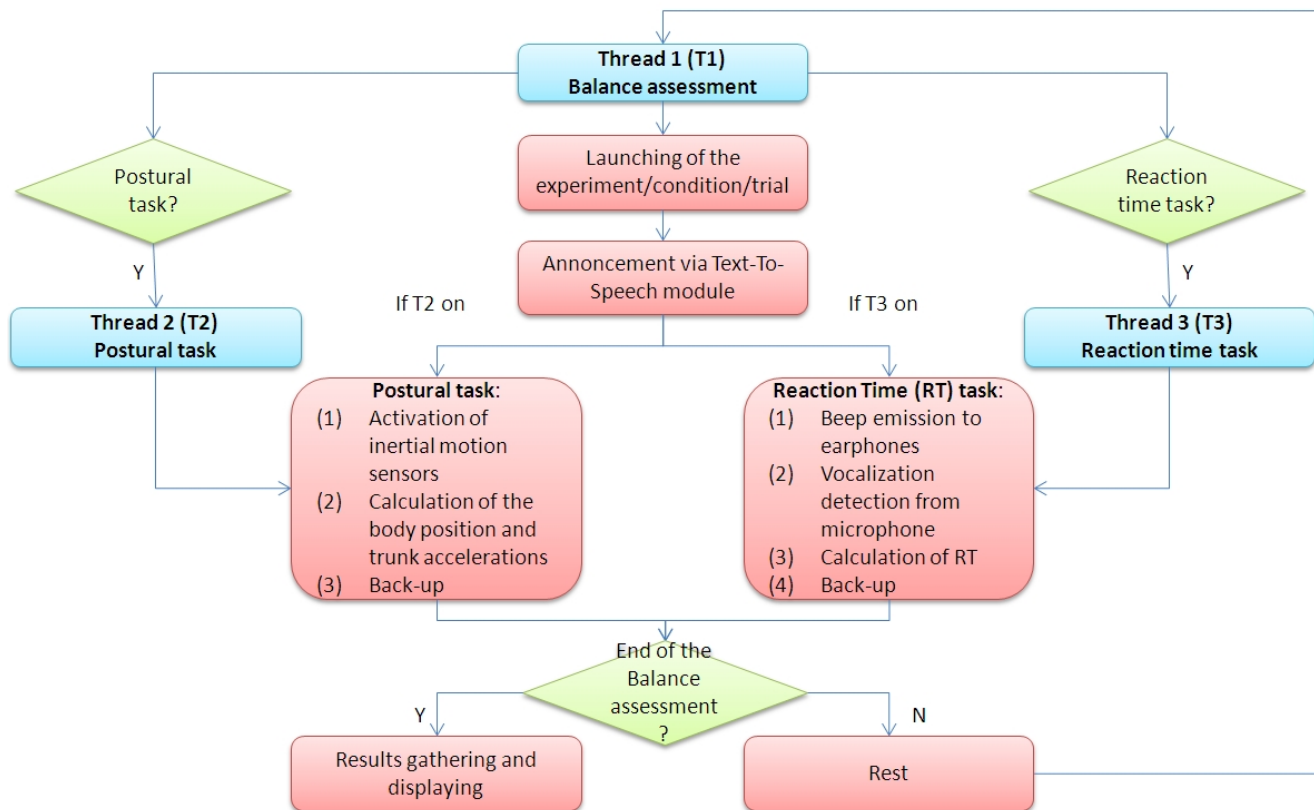 Thread 1 (T1)
Balance assessment
Postural
task?
Launching of the
experiment/condition/trial
Reaction
time task?
Y
Annoncement via Text-To-
Speech module
Y
If T2 on
If T3 on
Thread 2 (T2)
Postural task
Thread 3 (T3)
Reaction time task
Postural task:
(1) Activation of
inertial motion
sensors
(2) Calculation of the
body position and
trunk accelerations
(3) Back-up
Reaction Time (RT) task:
(1) Beep emission to
earphones
(2) Vocalization
detection from
microphone
(3) Calculation of RT
(4) Back-up
End of the
Balance
assessment
?
Y
N
Results gathering and
displaying
Rest